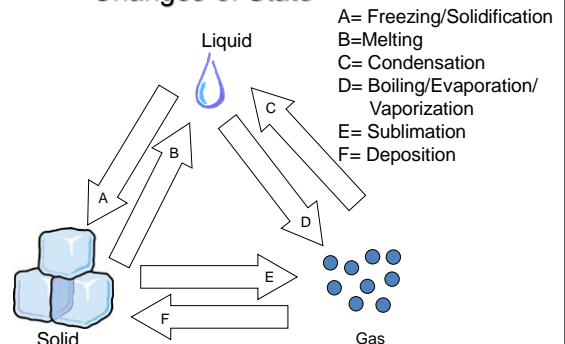 Changes of State
A= Freezing/Solidification
B=Melting
C= Condensation
D= Boiling/Evaporation/
Vaporization
E= Sublimation
F= Deposition
Liquid
C
B
A
D
E
F
Solid
Gas